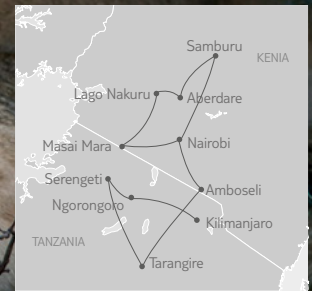 Samburu
KENIA
Lago Nakuru
Aberdare
Masai Mara
Nairobi
Serengeti
Amboseli
Ngorongoro
Kilimanjaro
TANZANIA
Tarangire